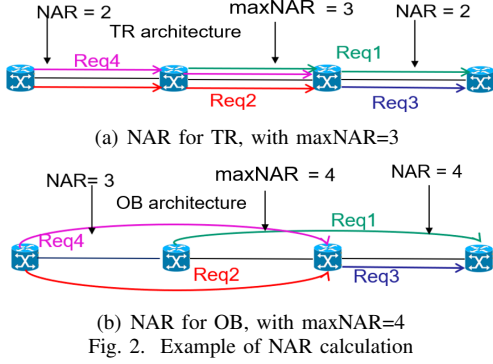 NAR = 2
TR architecture
maxNAR = 3
NAR = 2
Req4
Req1
Req2
Req3
(a) NAR for TR, with maxNAR=3
NAR= 3
OB architecture
maxNAR = 4
NAR = 4
Req4
Req1
Req2
Req3
(b) NAR for OB, with maxNAR=4
Fig. 2. Example of NAR calculation